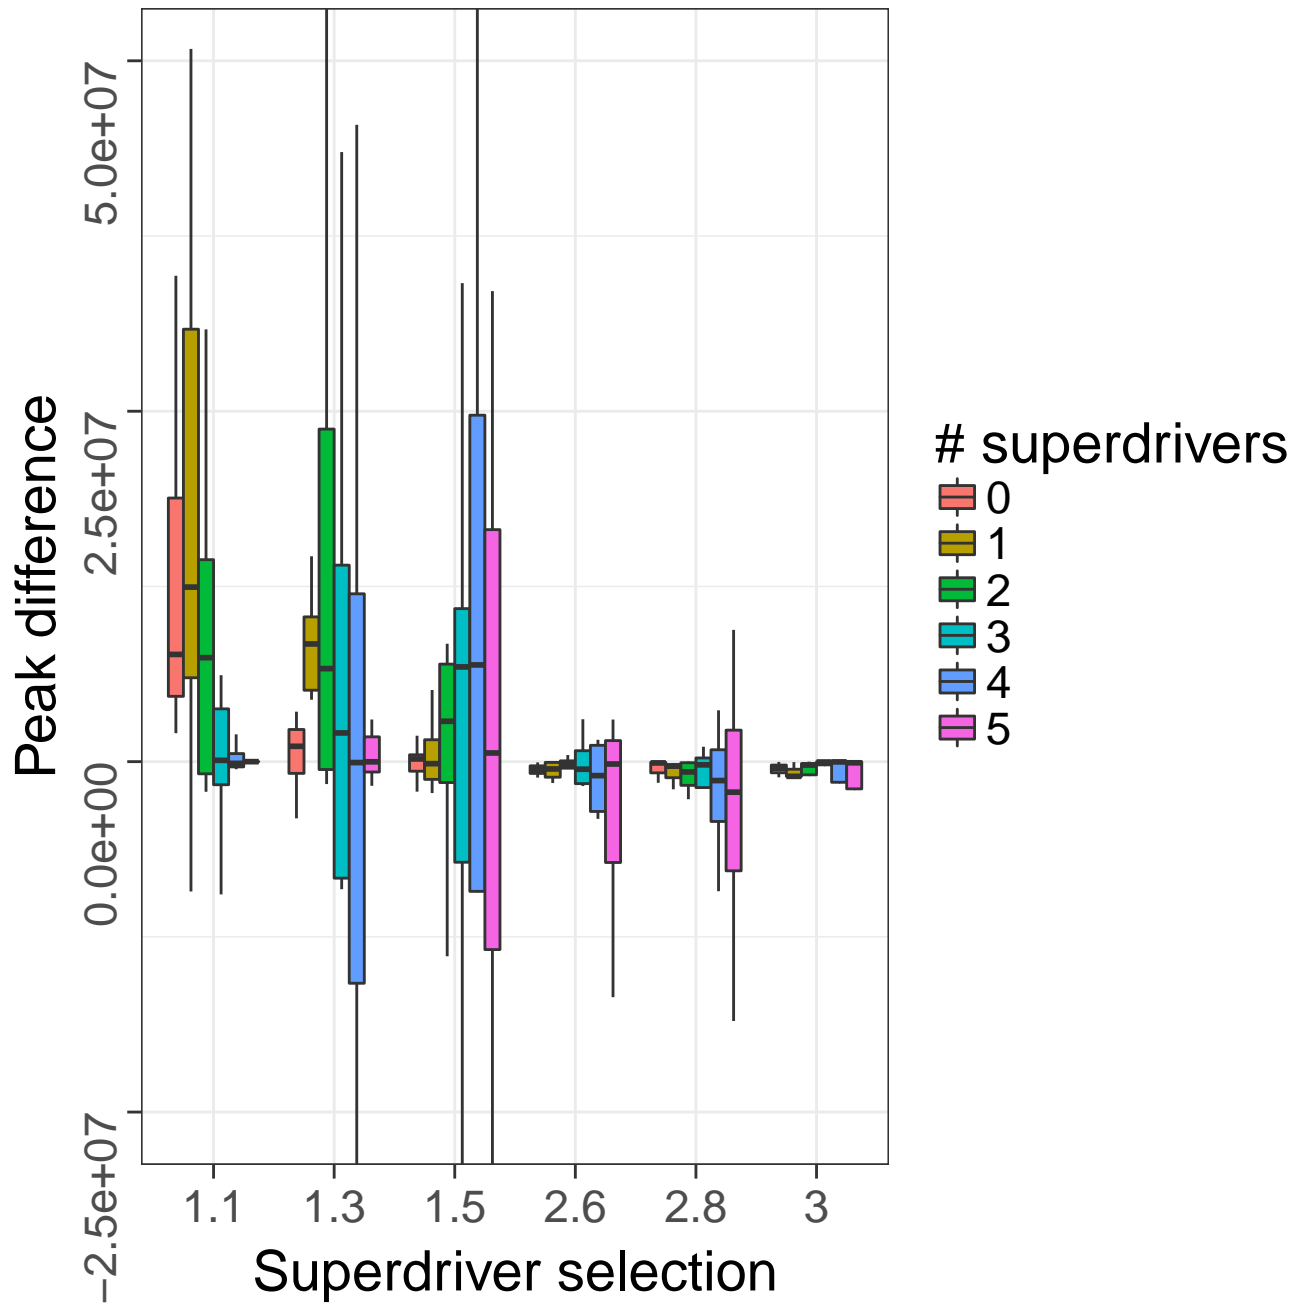 Peak difference
5.0e+07
2.5e+07
0.0e+00
−2.5e+07
1.1 1.3 1.5 2.6 2.8 3
Superdriver selection
# superdrivers
0
1
2
3
4
5